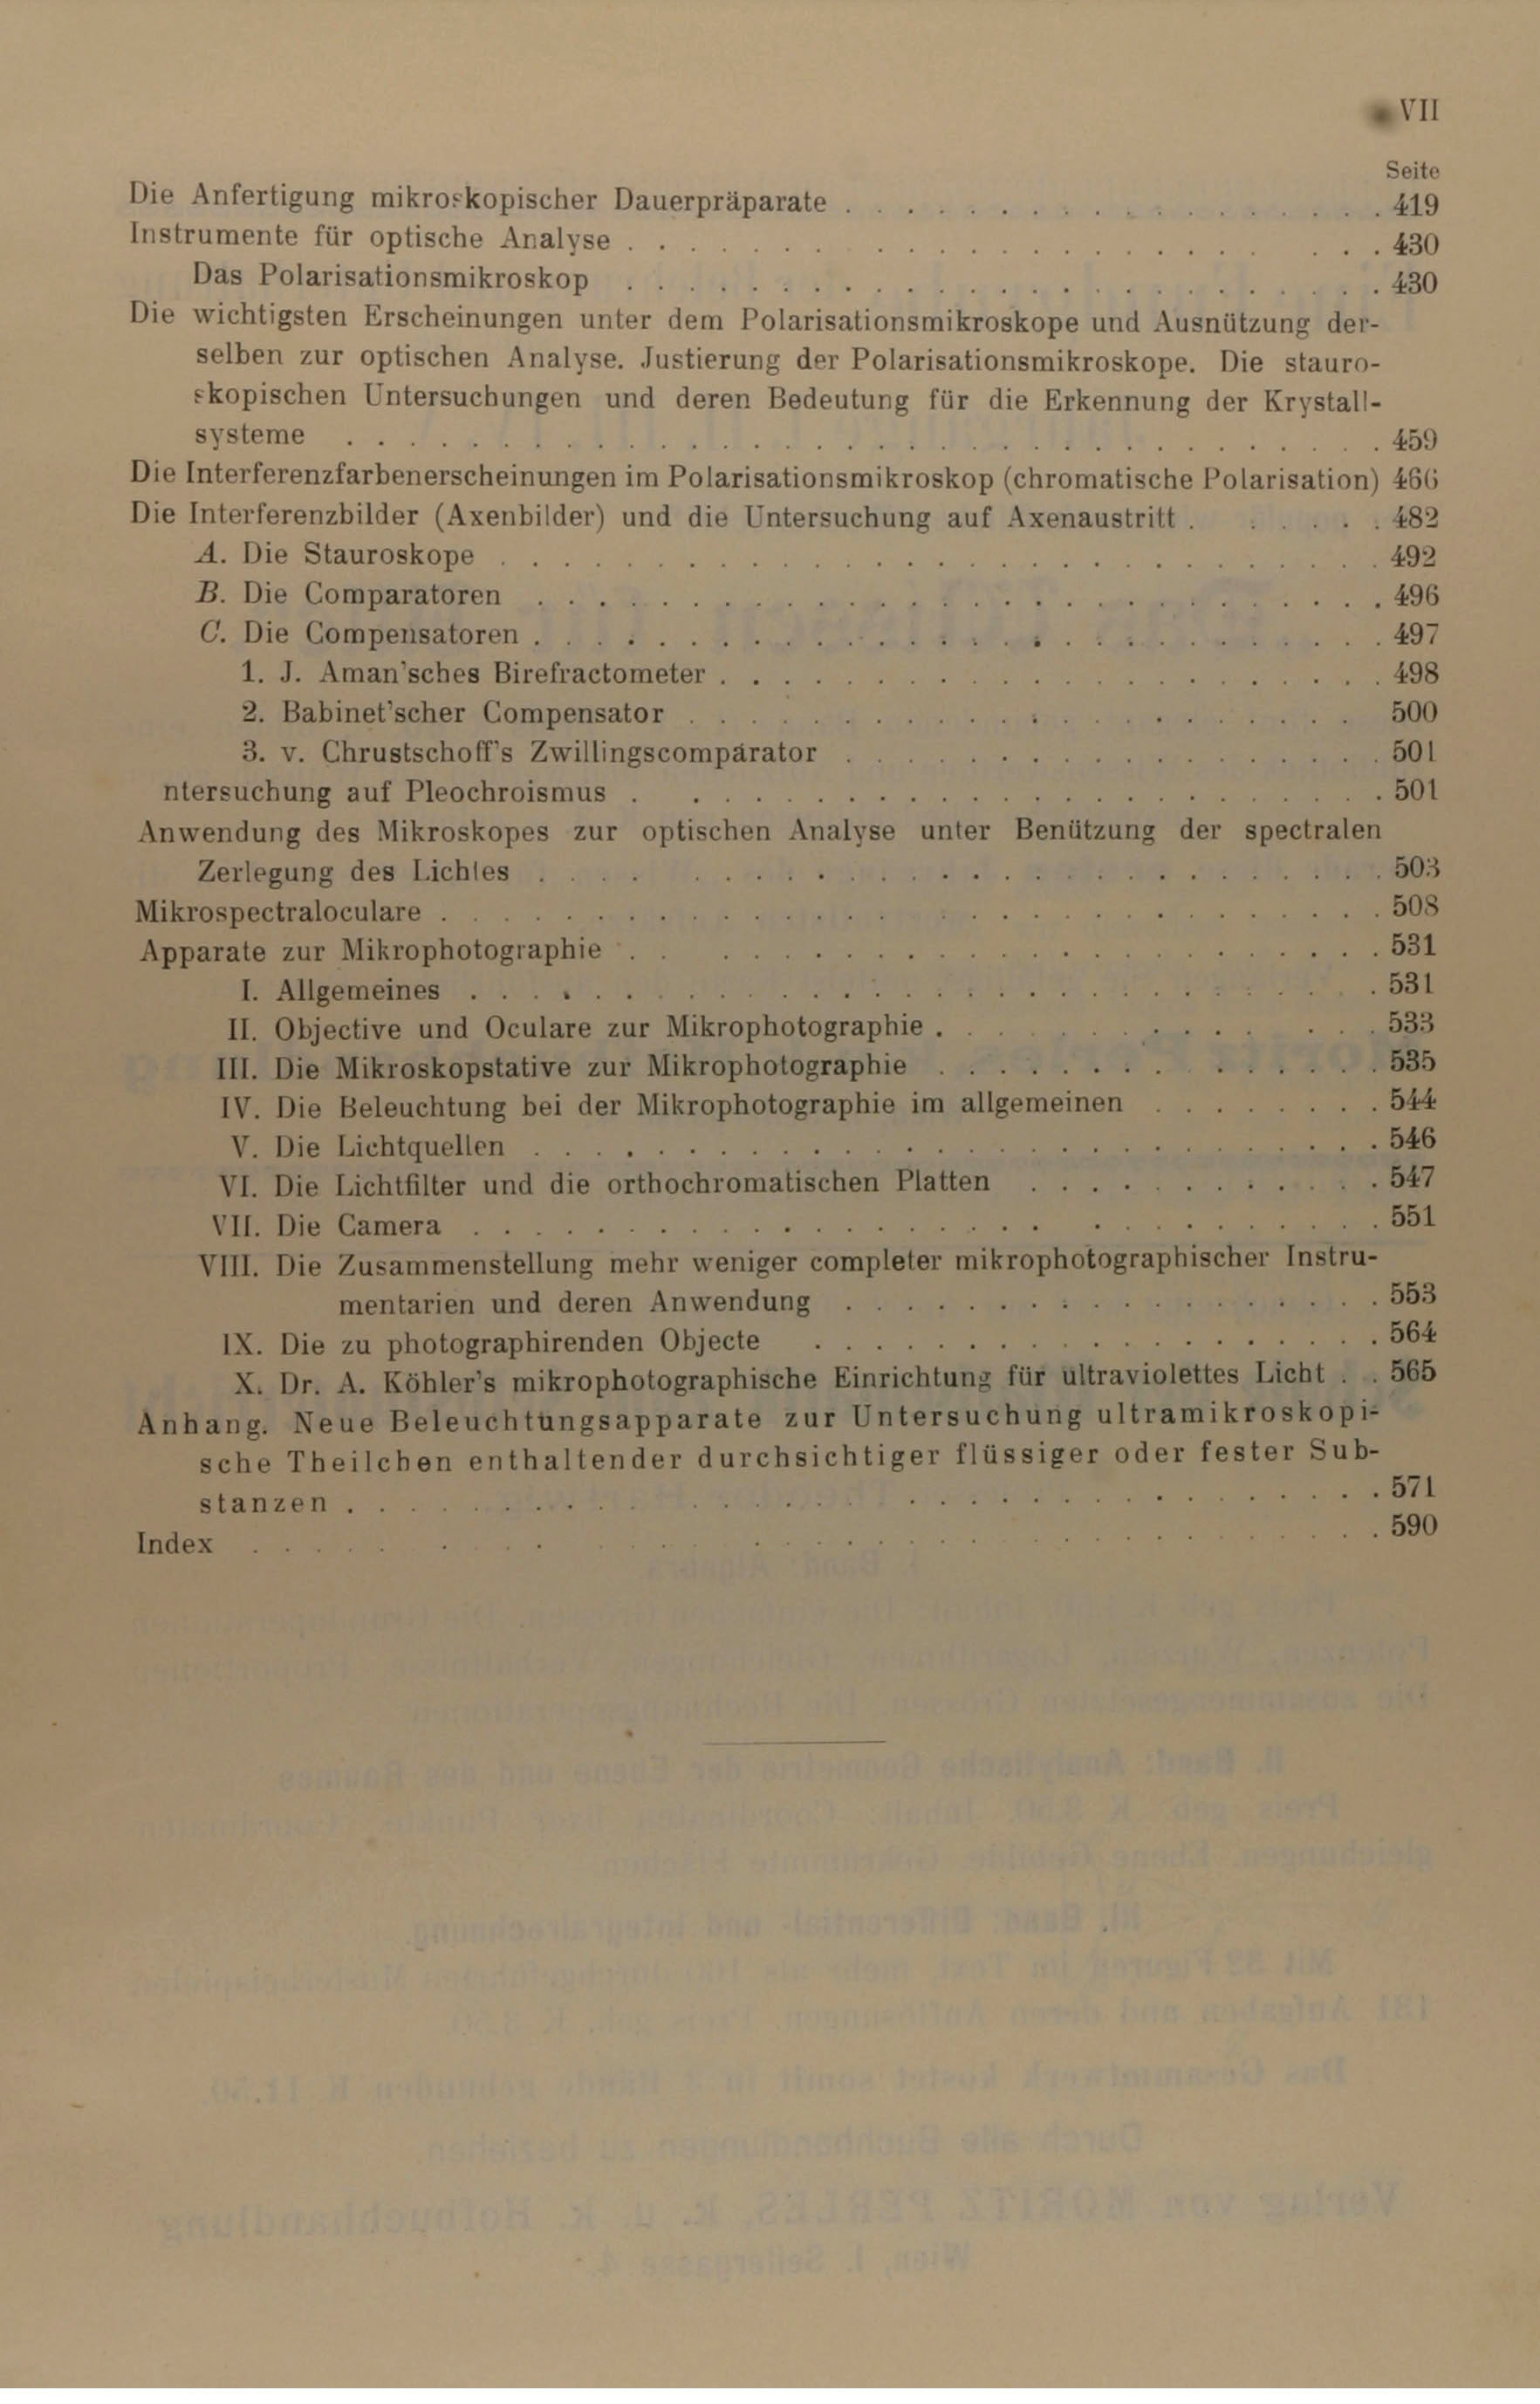 VII
Seite
Die Anfertigung mikroskopischer Dauerpräparate . . . . . . . . . . . . . . . . . . 419
Instrumente für optische Analyse . . . . . . . . . . . . . . . . . . . . . . . 430
Das Polarisationsmikroskop . . . . . . . . . . . . . . . . . . . . . . . . . 430
Die wichtigsten Erscheinungen unter dem Polarisationsmikroskope und Ausnützung der-
selben zur optischen Analyse. Justierung der Polarisationsmikroskope. Die stauro-
skopischen Untersuchungen und deren Bedeutung für die Erkennung der Krystall-
systeme . . . . . . . . . . . . . . . . . . . . . . . . . . . . . . . . . . 459
Die Interferenzfarbenerscheinungen im Polarisationsmikroskop (chromatische Polarisation) 466
Die Interferenzbilder (Axenbilder) und die Untersuchung auf Axenaustritt . . . . . . 482
A. Die Stauroskope . . . . . . . . . . . . . . . . . . . . . . . . . . . . . 492
B. Die Comparatoren . . . . . . . . . . . . . . . . . . . . . . . . . . . . 496
C. Die Compensatoren . . . . . . . . . . . . . . . . . . . . . . . . . . . . 497
1. J. Aman'sches Birefractometer . . . . . . . . . . . . . . . . . . . . . . 498
2. Babinet'scher Compensator . . . . . . . . . . . . . . . . . . . . . . 500
3. v. Chrustschoff's Zwillingscomparator . . . . . . . . . . . . . . . . . . 501
ntersuchung auf Pleochroismus . . . . . . . . . . . . . . . . . . . . . . . . 501
Anwendung des Mikroskopes zur optischen Analyse unter Benützung der spectralen
Zerlegung des Lichtes . . . . . . . . . . . . . . . . . . . . . . . . . . . 503
Mikrospectraloculare . . . . . . . . . . . . . . . . . . . . . . . . . . . . . . . 508
Apparate zur Mikrophotographie . . . . . . . . . . . . . . . . . . . . . . . . 531
I. Allgemeines . . . . . . . . . . . . . . . . . . . . . . . . . . . . . 531
II. Objective und Oculare zur Mikrophotographie . . . . . . . . . . . . . 533
III. Die Mikroskopstative zur Mikrophotographie . . . . . . . . . . . . . . . 535
IV. Die Beleuchtung bei der Mikrophotographie im allgemeinen . . . . . . . . 544
V. Die Lichtquellen . . . . . . . . . . . . . . . . . . . . . . . . . . . . 546
VI. Die Lichtfilter und die orthochromatischen Platten . . . . . . . . . . . . 547
VII. Die Camera . . . . . . . . . . . . . . . . . . . . . . . . . . . . . 551
VIII. Die Zusammenstellung mehr weniger completer mikrophotographischer Instru-
mentarien und deren Anwendung . . . . . . . . . . . . . . . . . . 553
IX. Die zu photographirenden Objecte . . . . . . . . . . . . . . . . . . . 564
X. Dr. A. Köhler's mikrophotographische Einrichtung für ultraviolettes Licht . . 565
Anhang. Neue Beleuchtungsapparate zur Untersuchung ultramikroskopi-
sche Theilchen enthaltender durchsichtiger flüssiger oder fester Sub-
stanzen . . . . . . . . . . . . . . . . . . . . . . . . . . . . . . . . . 571
Index . . . . . . . . . . . . . . . . . . . . . . . . . . . . . . . . . . 590